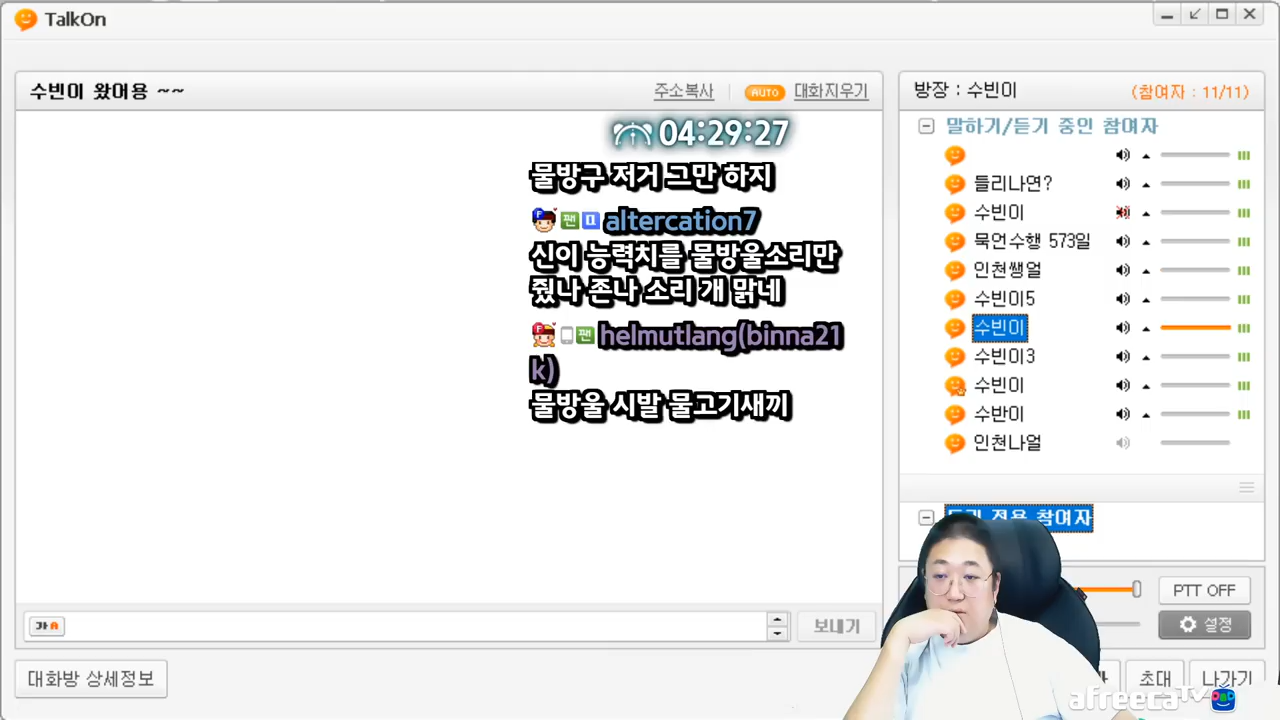 TalkOn
수빈이 왔어용 ~~
주소복사
AUTO
대화지우기
04:29:27
물방구 저거 그만 하지
altercation7
신이 능력치를 물방울소리만
줬나 존나 소리 개 맑네
helmutlang(binna21
k)
물방울 시발 물고기새끼
가A
보내기
대화방 상세정보
방장 : 수빈이
(참여자 : 11/11)
말하기/듣기 중인 참여자
들리나연?
수빈이
묵언수행 573일
인천쌩얼
수빈이5
수빈이
수빈이3
수빈이
수반이
인천나얼
전용 참여자
PTT OFF
설정
초대
나가기
afreecaTV